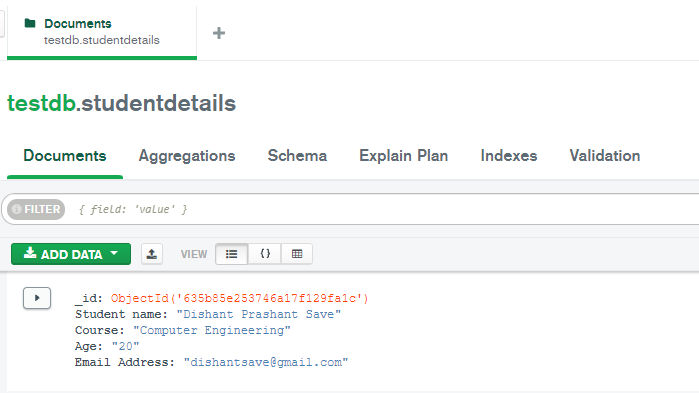 Documents
testdb.studentdetails
testdb.studentdetails
Documents Aggregations Schema Explain Plan Indexes Validation
FILTER { field: 'value' }
ADD DATA VIEW {}
_id: ObjectId('635b85e253746a17f129fa1c')
Student name: "Dishant Prashant Save"
Course: "Computer Engineering"
Age: "20"
Email Address: "dishantsave@gmail.com"